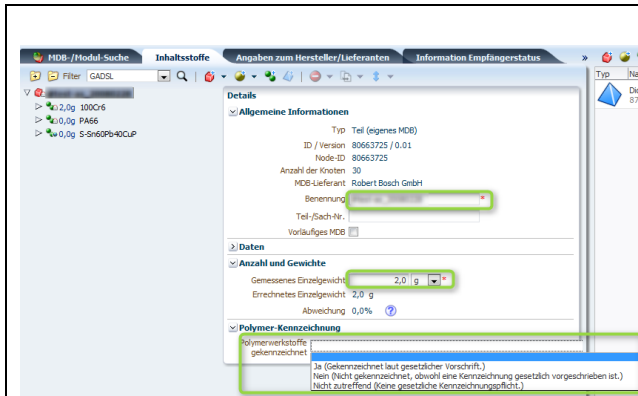 MDB-/Modul-Suche Inhaltsstoffe Angaben zum Hersteller/Lieferanten Information Empfängerstatus »
Filter GADSL
Typ
2,0g 100Cr6
0,0g PA66
0,0g S-Sn60Pb40CuP
Details
Allgemeine Informationen
Typ Teil (eigenes MDB)
ID / Version 80663725 / 0.01
Node-ID 80663725
Anzahl der Knoten 30
MDB-Lieferant Robert Bosch GmbH
Benennung *
Teil-/Sach-Nr.
Vorläufiges MDB
Daten
Anzahl und Gewichte
Gemessenes Einzelgewicht 2,0 g *
Errechnetes Einzelgewicht 2,0 g
Abweichung 0,0% ?
Polymer-Kennzeichnung
Polymerwerkstoffe
gekennzeichnet
Ja (Gekennzeichnet laut gesetzlicher Vorschrift.)
Nein (Nicht gekennzeichnet, obwohl eine Kennzeichnung gesetzlich vorgeschrieben ist.)
Nicht zutreffend (Keine gesetzliche Kennzeichnungspflicht.)